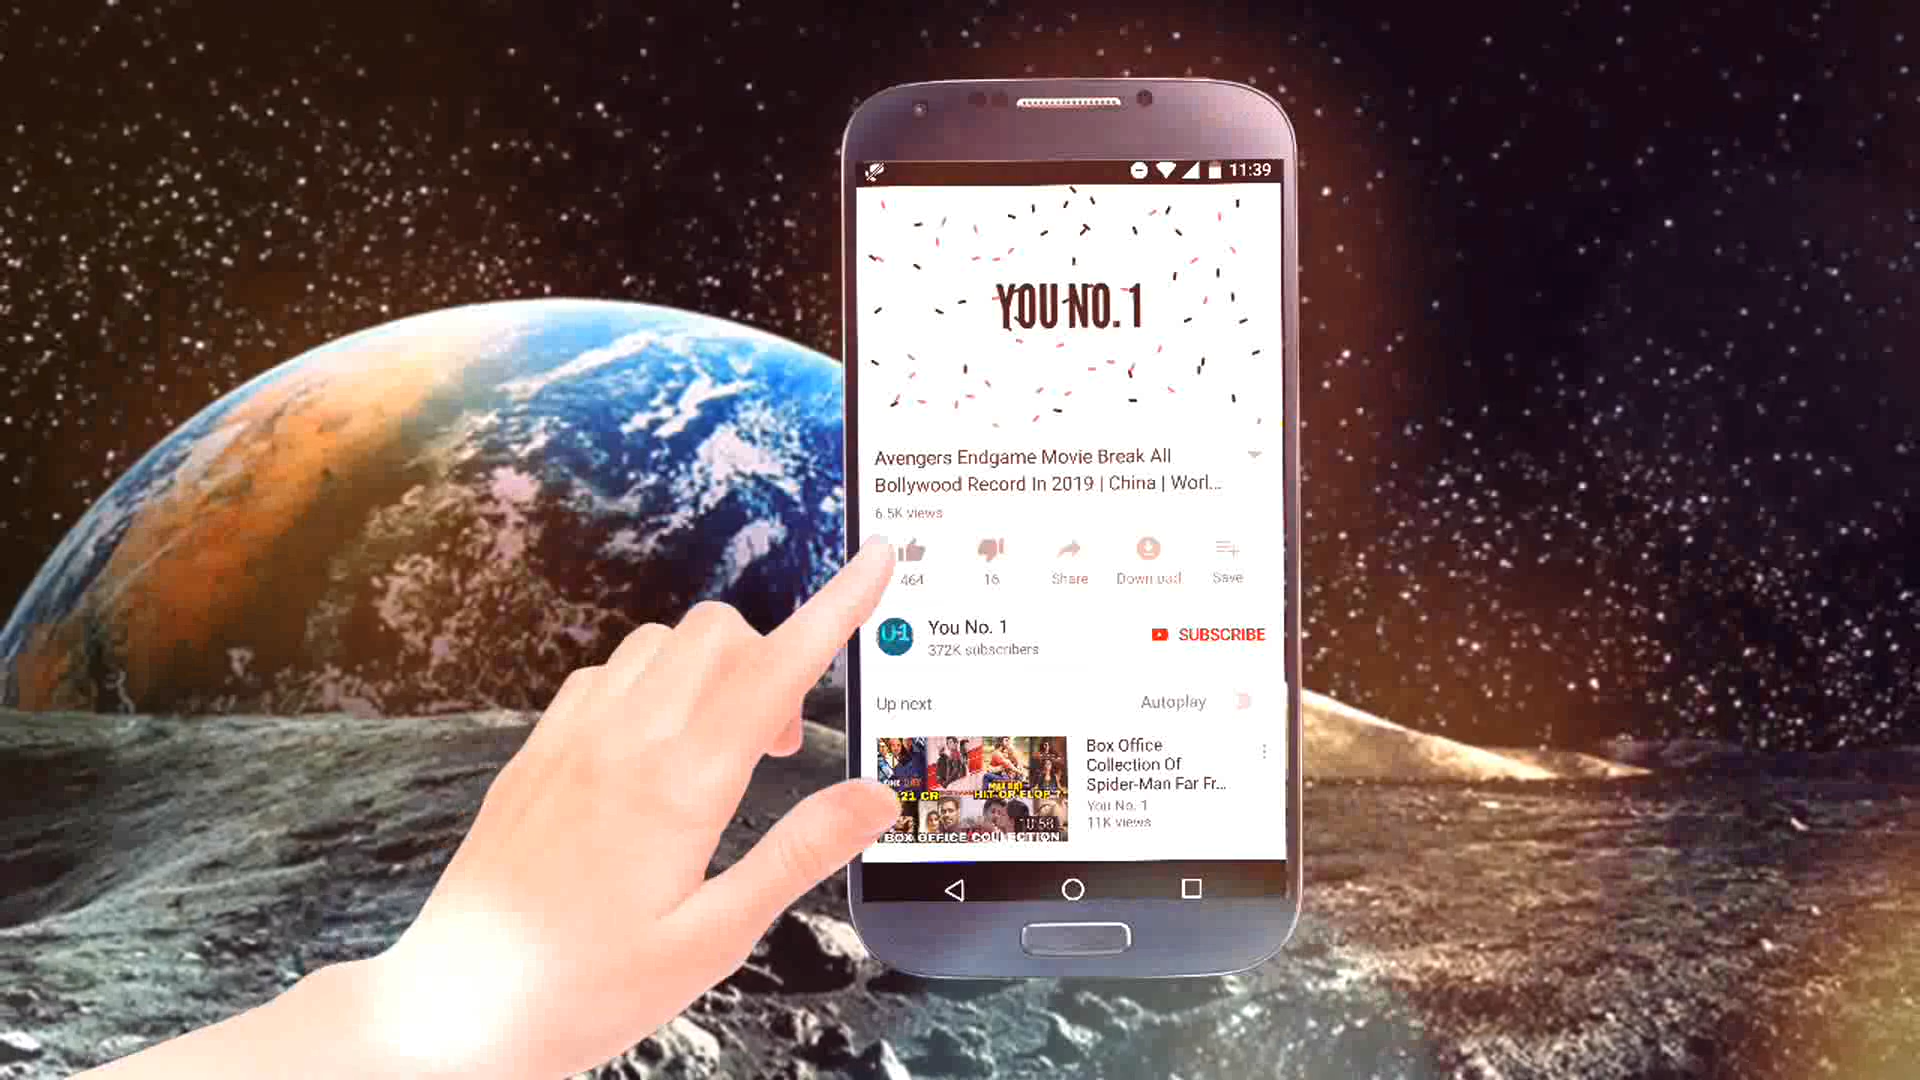 11:39
YOU NO. 1
Avengers Endgame Movie Break All
Bollywood Record In 2019 | China | Worl...
6.5K views
464
16
Share
Download
Save
U-1
You No. 1
372K subscribers
SUBSCRIBE
Up next
Autoplay
21 CR
HIT OR FLOP ?
10:58
BOX OFFICE COLLECTION
Box Office
Collection Of
Spider-Man Far Fr...
You No. 1
11K views